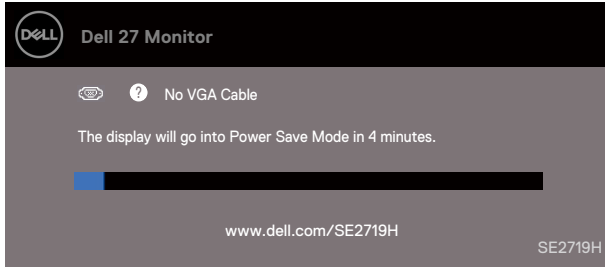 DELL
Dell 27 Monitor
? No VGA Cable
The display will go into Power Save Mode in 4 minutes.
www.dell.com/SE2719H
SE2719H